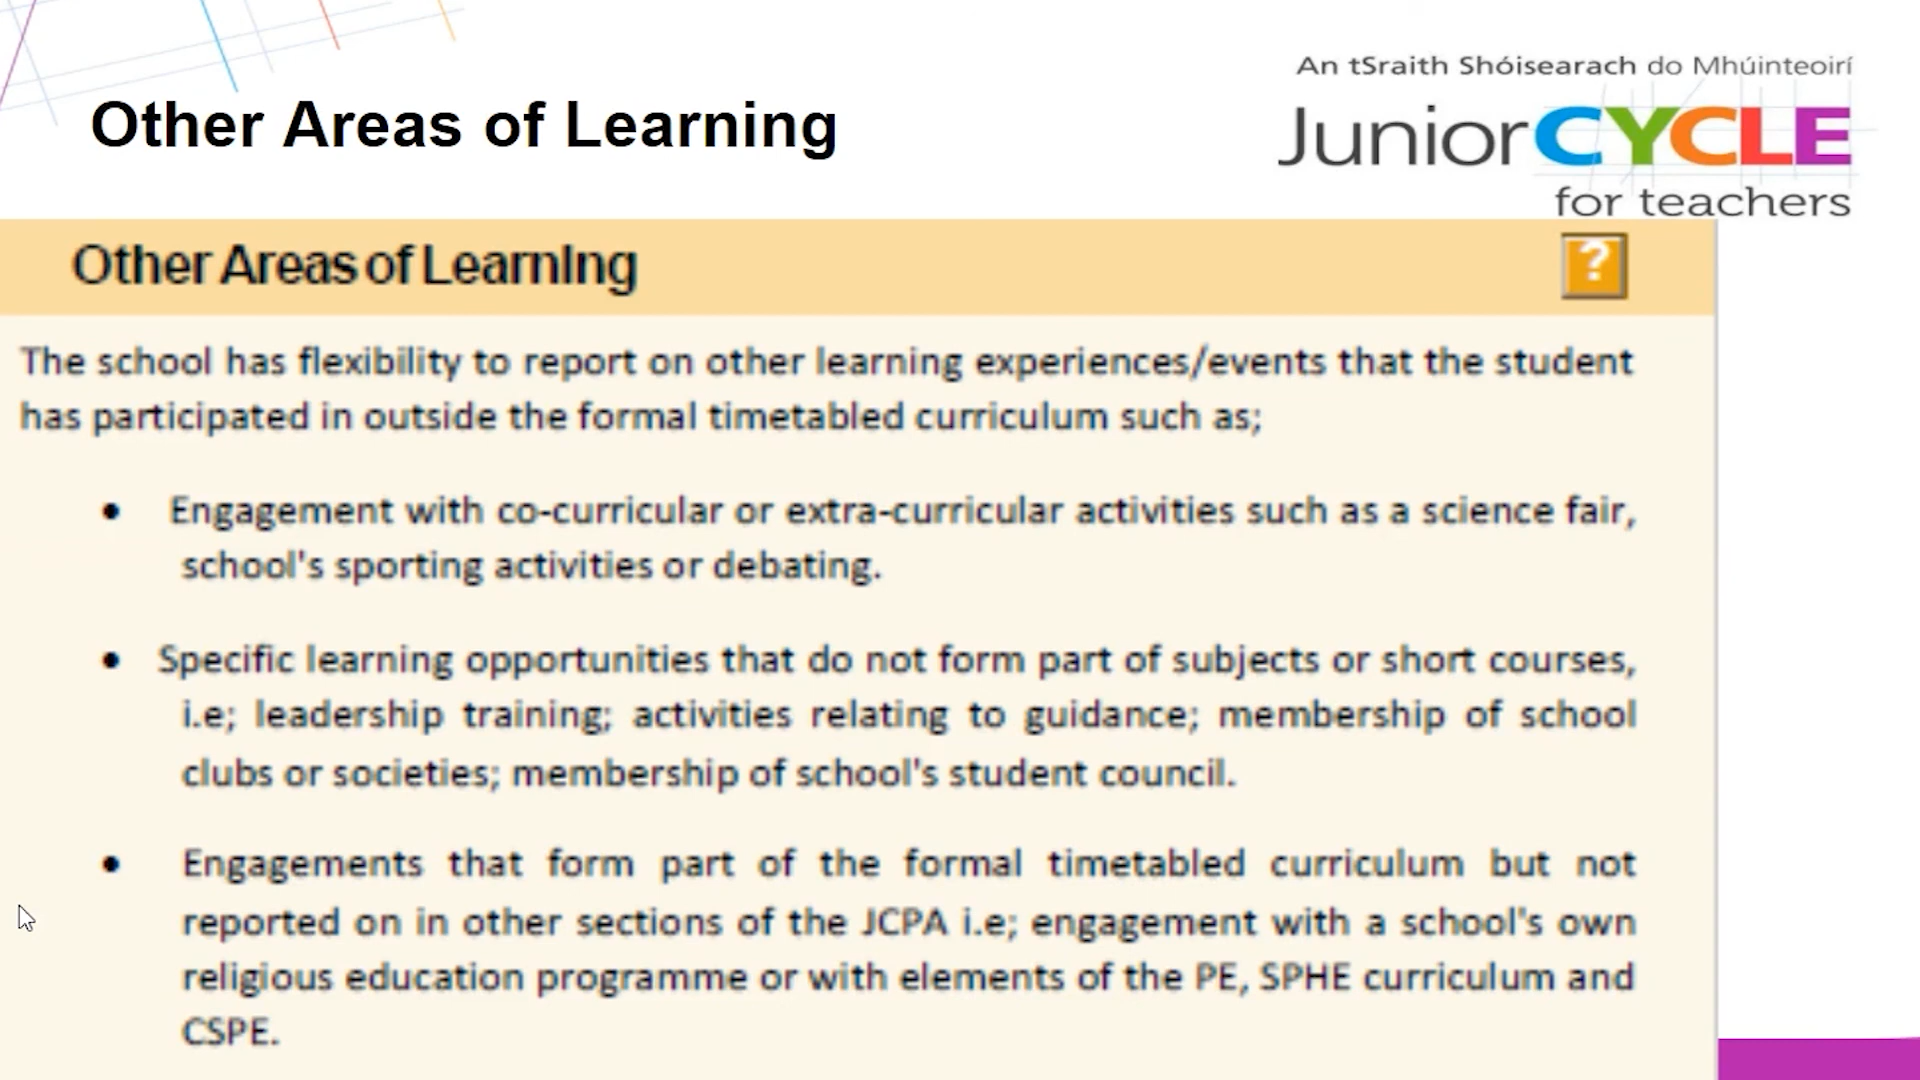 An tSraith Shóisearach do Mhúinteoirí
Other Areas of Learning
JuniorCYCLE
for teachers
Other Areas of Learning
?
The school has flexibility to report on other learning experiences/events that the student
has participated in outside the formal timetabled curriculum such as;
• Engagement with co-curricular or extra-curricular activities such as a science fair,
school's sporting activities or debating.
• Specific learning opportunities that do not form part of subjects or short courses,
i.e; leadership training; activities relating to guidance; membership of school
clubs or societies; membership of school's student council.
• Engagements that form part of the formal timetabled curriculum but not
reported on in other sections of the JCPA i.e; engagement with a school's own
religious education programme or with elements of the PE, SPHE curriculum and
CSPE.